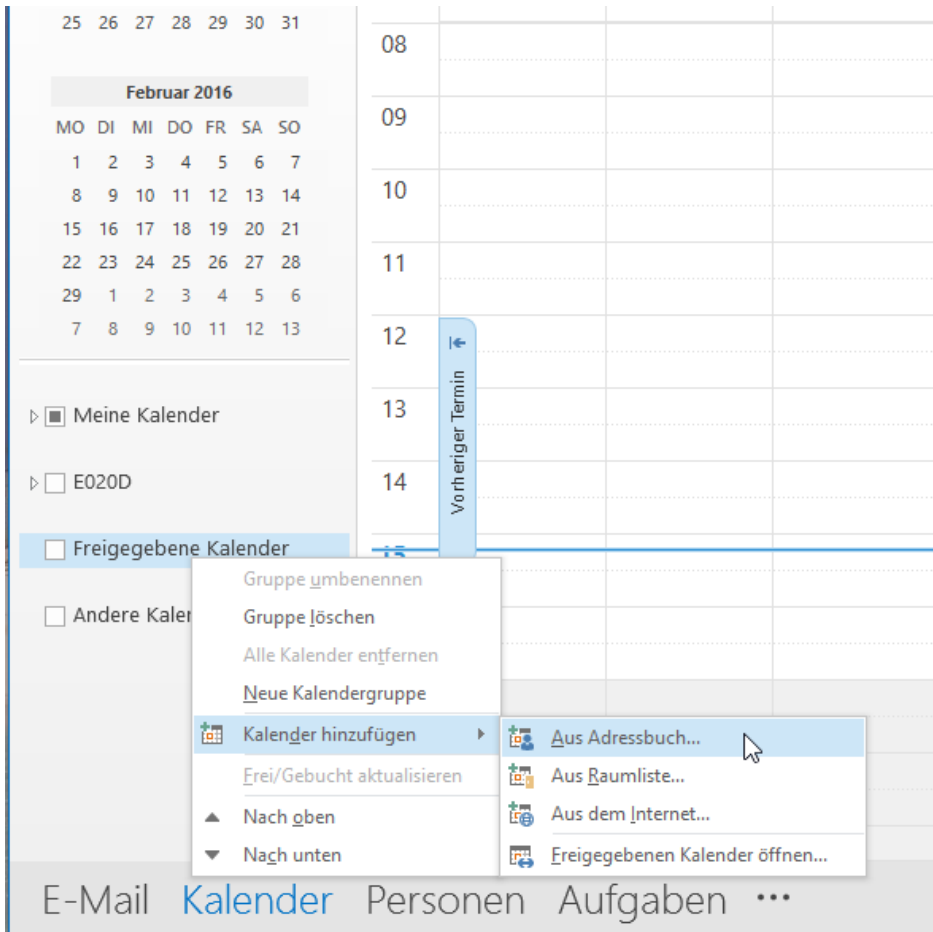 25 26 27 28 29 30 31
Februar 2016
MO DI MI DO FR SA SO
1 2 3 4 5 6 7
8 9 10 11 12 13 14
15 16 17 18 19 20 21
22 23 24 25 26 27 28
29 1 2 3 4 5 6
7 8 9 10 11 12 13
Meine Kalender
E020D
Freigegebene Kalender
Andere Kalen
08
09
10
11
12
13
14
15
Vorheriger Termin
Gruppe umbenennen
Gruppe löschen
Alle Kalender entfernen
Neue Kalendergruppe
Kalender hinzufügen
Frei/Gebucht aktualisieren
Nach oben
Nach unten
Aus Adressbuch...
Aus Raumliste...
Aus dem Internet...
Freigegebenen Kalender öffnen...
E-Mail Kalender Personen Aufgaben •••